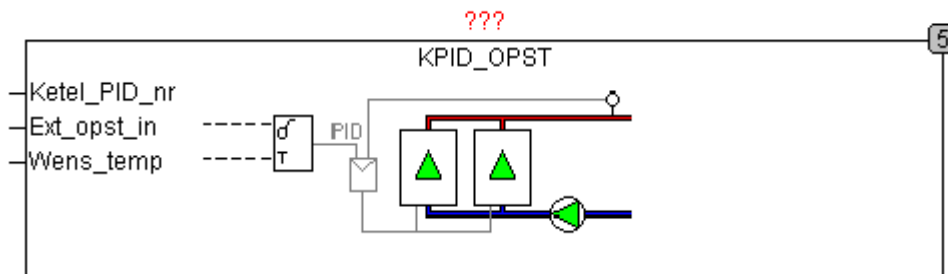 ???
5
KPID_OPST
Ketel_PID_nr
Ext_opst_in
PID
T
Wens_temp